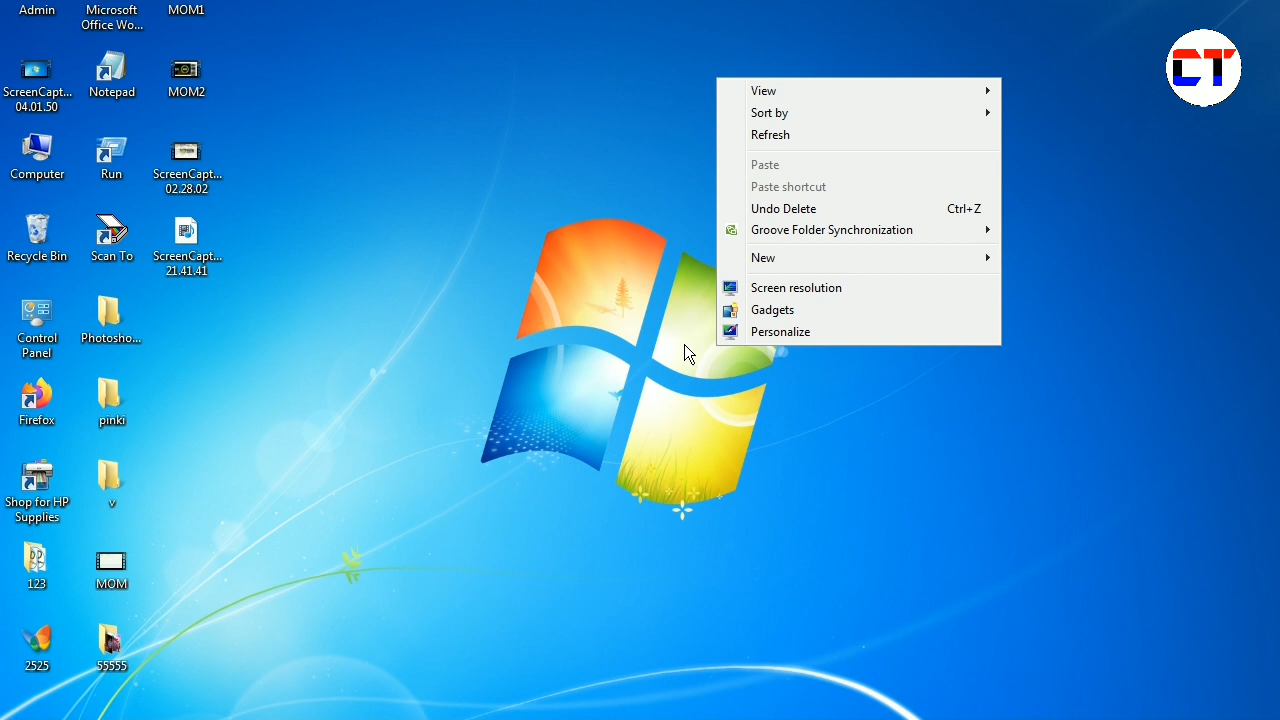 Admin
Microsoft
Office Wo...
MOM1
ScreenCapt...
04.01.50
Notepad
MOM2
Computer
Run
ScreenCapt...
02.28.02
Recycle Bin
Scan To
ScreenCapt...
21.41.41
Control
Panel
Photosho...
Firefox
pinki
Shop for HP
Supplies
v
123
MOM
2525
55555
View
Sort by
Refresh
Paste
Paste shortcut
Undo Delete Ctrl+Z
Groove Folder Synchronization
New
Screen resolution
Gadgets
Personalize
CT